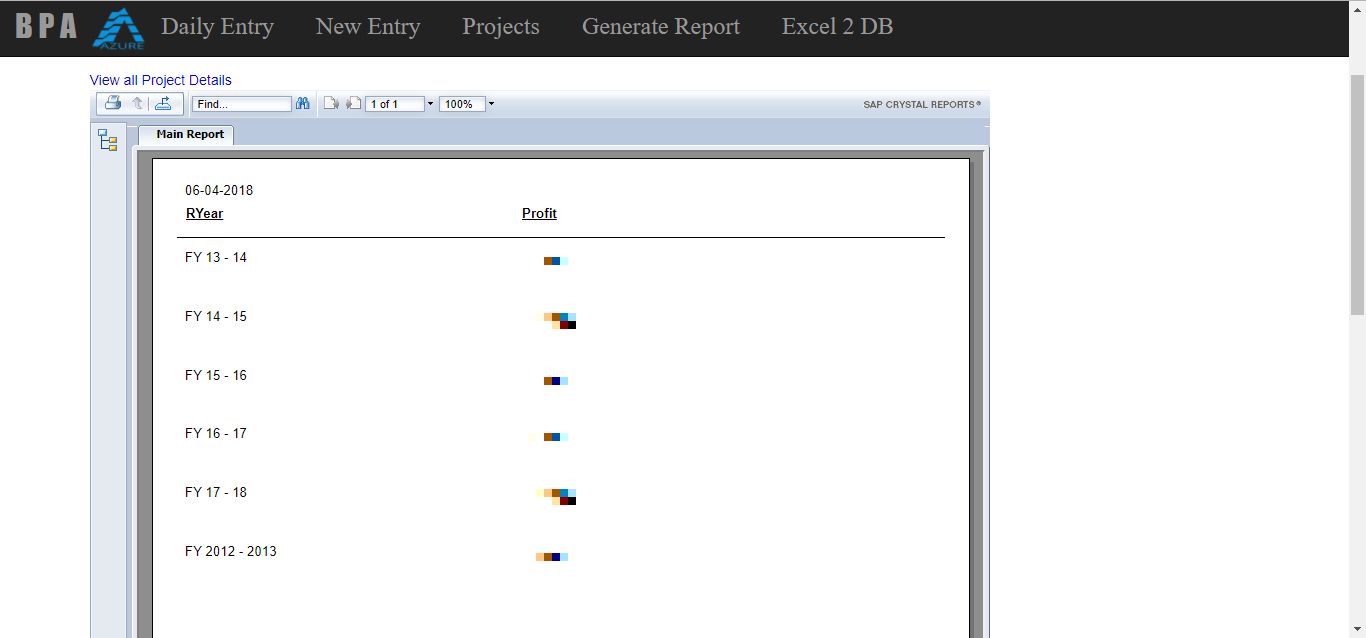 BPA AZURE Daily Entry New Entry Projects Generate Report Excel 2 DB
View all Project Details
Find... 1 of 1 100% SAP CRYSTAL REPORTS®
Main Report
06-04-2018
RYear Profit
FY 13 - 14
FY 14 - 15
FY 15 - 16
FY 16 - 17
FY 17 - 18
FY 2012 - 2013